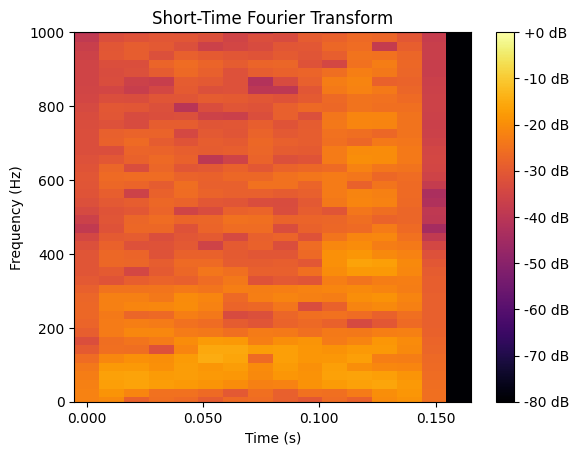 Short-Time Fourier Transform
1000
800
600
400
200
0
Frequency (Hz)
0.000
0.050
0.100
0.150
Time (s)
+0 dB
-10 dB
-20 dB
-30 dB
-40 dB
-50 dB
-60 dB
-70 dB
-80 dB